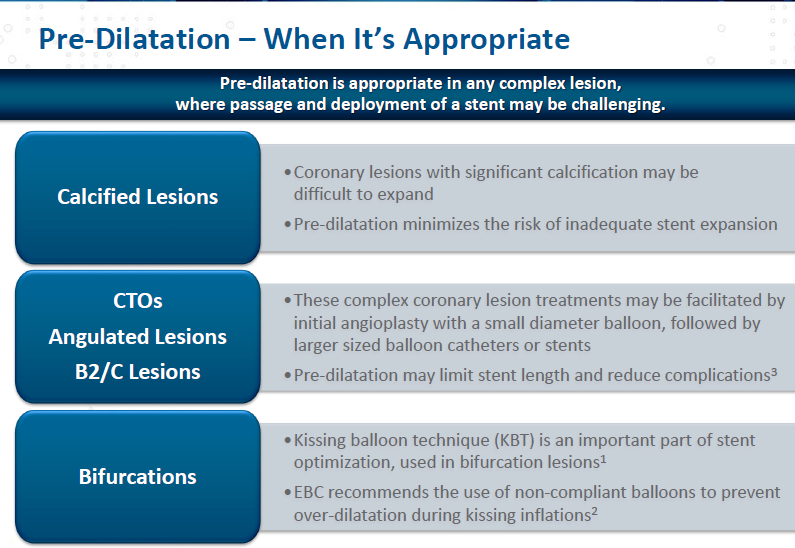 Pre-Dilatation – When It's Appropriate
Pre-dilatation is appropriate in any complex lesion,
where passage and deployment of a stent may be challenging.
Calcified Lesions
•Coronary lesions with significant calcification may be
difficult to expand
•Pre-dilatation minimizes the risk of inadequate stent expansion
CTOs
Angulated Lesions
B2/C Lesions
•These complex coronary lesion treatments may be facilitated by
initial angioplasty with a small diameter balloon, followed by
larger sized balloon catheters or stents
•Pre-dilatation may limit stent length and reduce complications³
Bifurcations
•Kissing balloon technique (KBT) is an important part of stent
optimization, used in bifurcation lesions¹
•EBC recommends the use of non-compliant balloons to prevent
over-dilatation during kissing inflations²